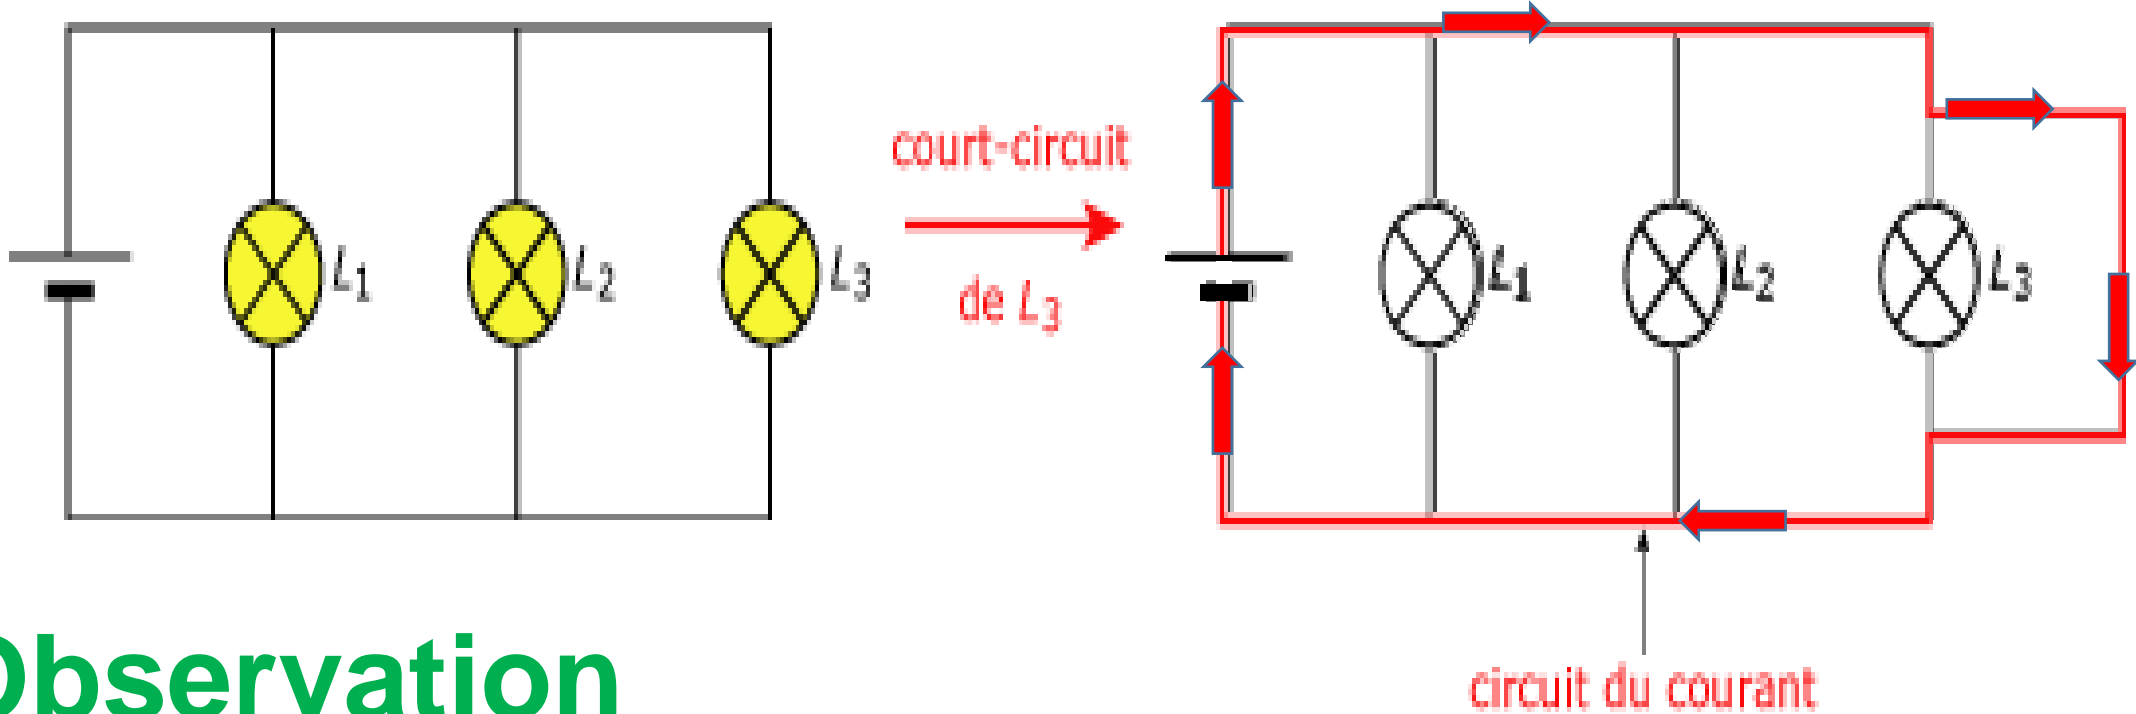 L1 L2 L3
court-circuit
de L3
L1 L2 L3
circuit du courant
Observation